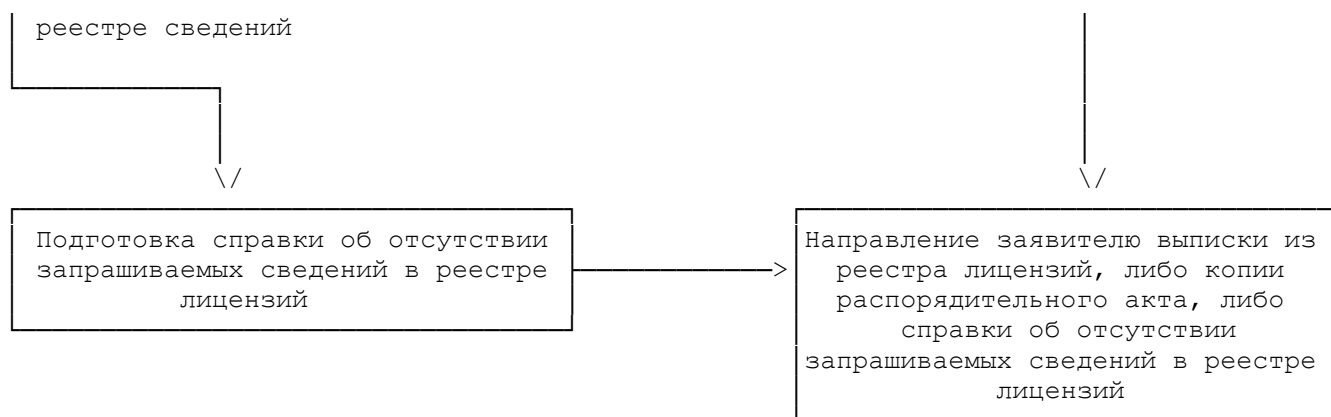 реестре сведений
\/
\/
Подготовка справки об отсутствии
запрашиваемых сведений в реестре
лицензий
>
Направление заявителю выписки из
реестра лицензий, либо копии
распорядительного акта, либо
справки об отсутствии
запрашиваемых сведений в реестре
лицензий